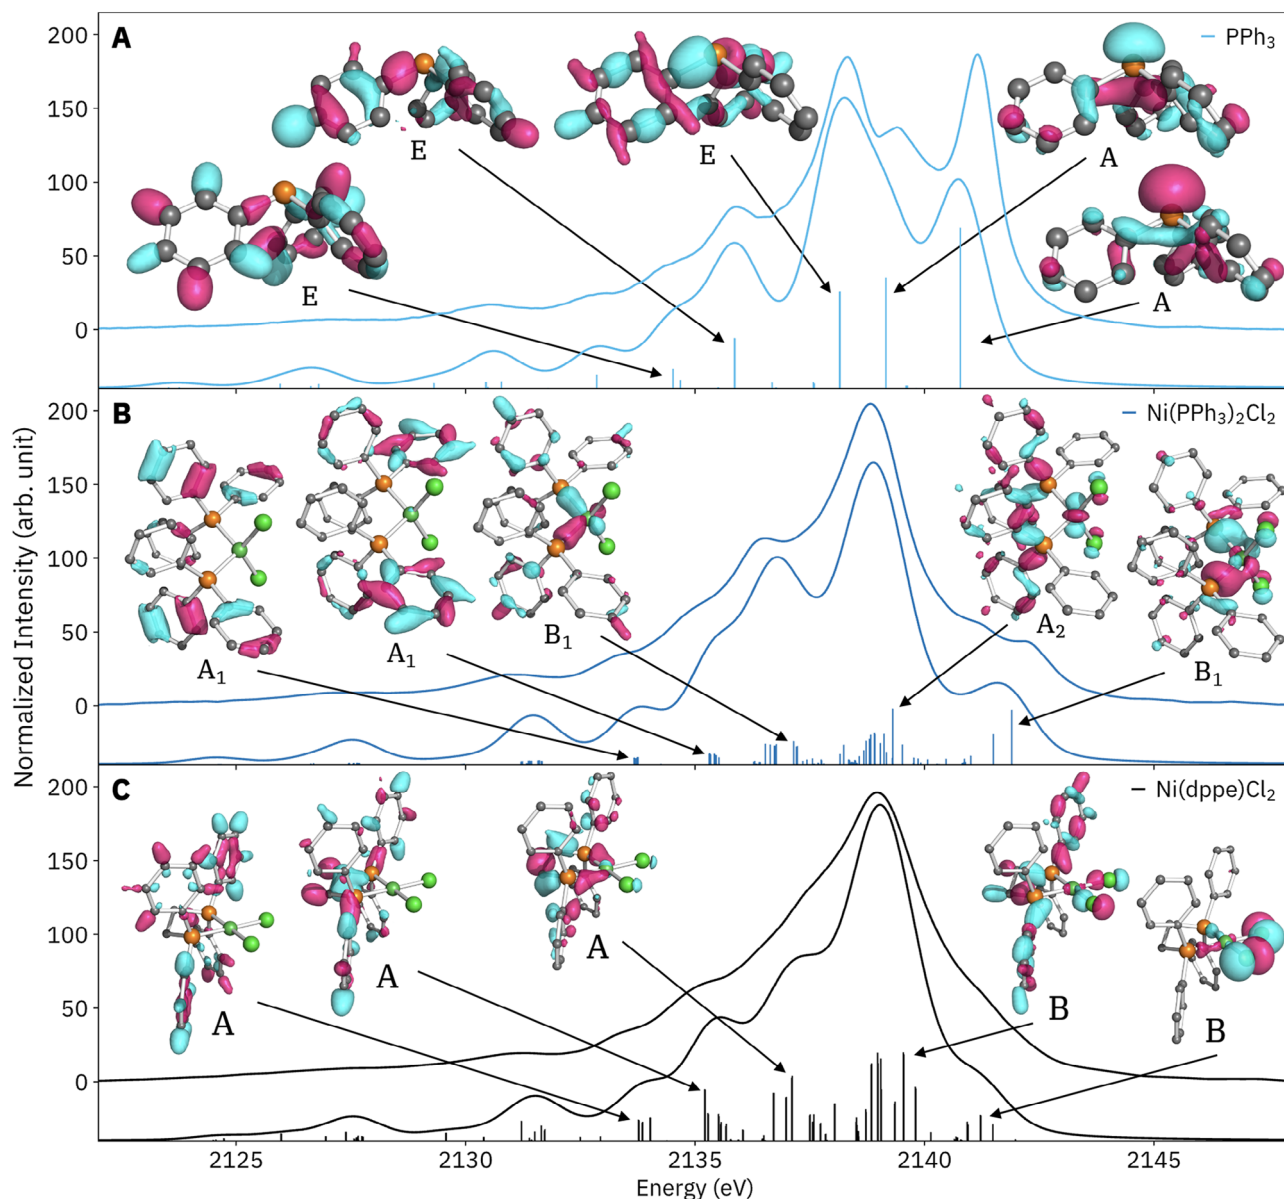 A
PPh3
200
150
100
50
0
E
E
A
E
A
B
Ni(PPh3)2Cl2
200
150
100
50
0
A1
A1
B1
A2
B1
C
Ni(dppe)Cl2
200
150
100
50
0
A
A
A
B
B
Normalized Intensity (arb. unit)
2125
2130
2135
2140
2145
Energy (eV)